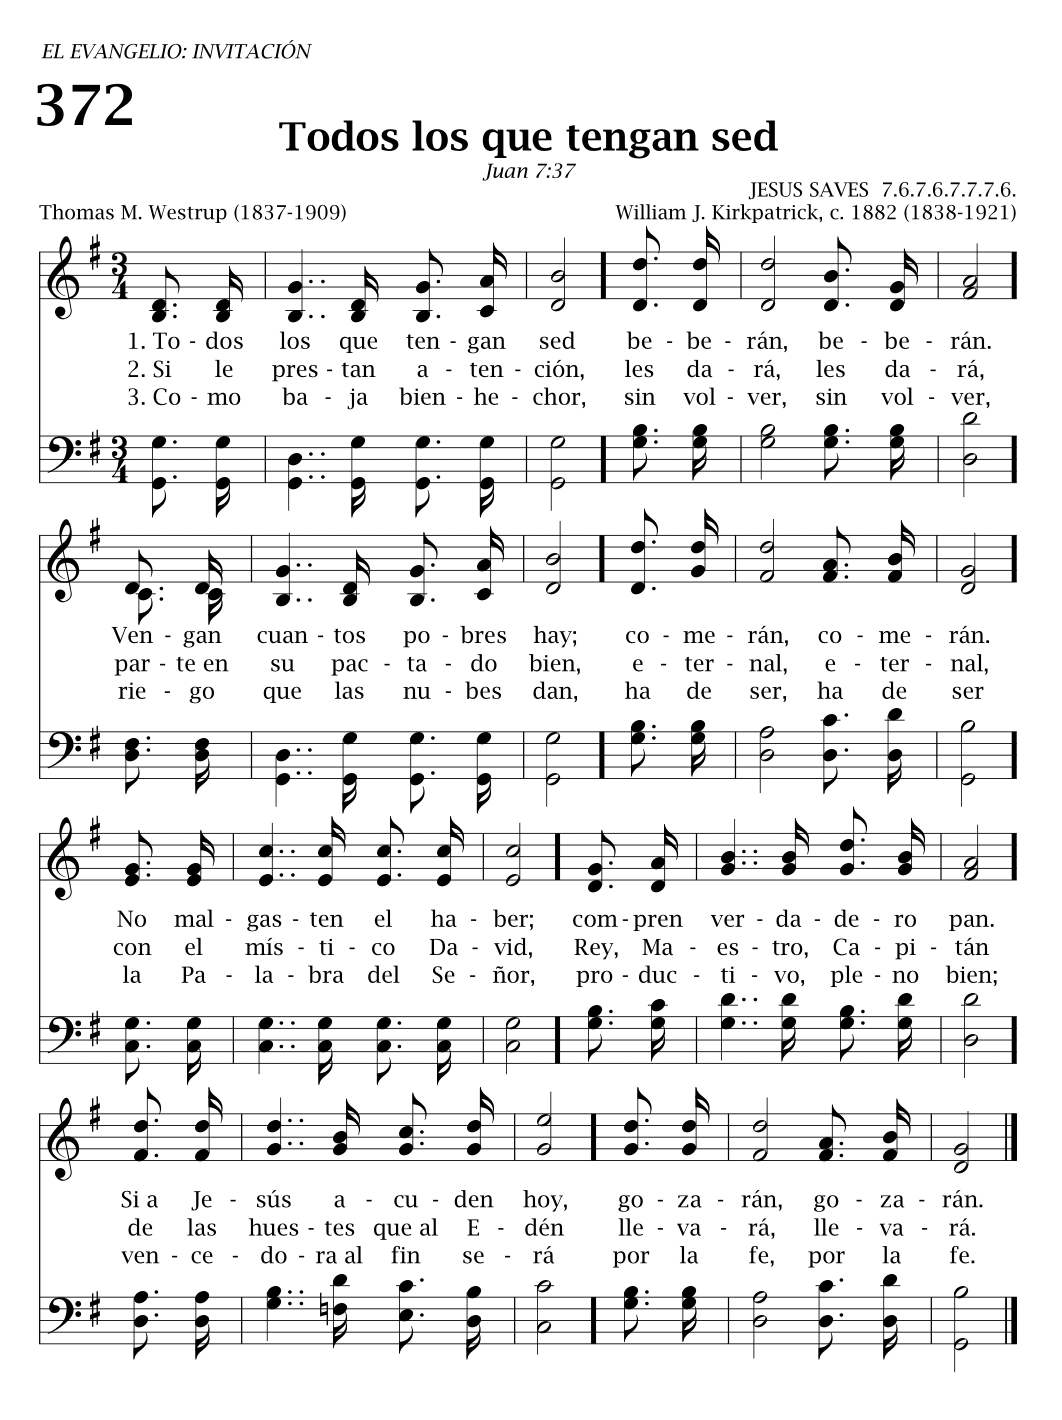 EL EVANGELIO: INVITACIÓN
372
Todos los que tengan sed
Juan 7:37
JESUS SAVES 7.6.7.6.7.7.7.6.
Thomas M. Westrup (1837-1909)
William J. Kirkpatrick, c. 1882 (1838-1921)
1. To - dos los que ten - gan sed be - be - rán, be - be - rán.
2. Si le pres - tan a - ten - ción, les da - rá, les da - rá,
3. Co - mo ba - ja bien - he - chor, sin vol - ver, sin vol - ver,
Ven - gan cuan - tos po - bres hay; co - me - rán, co - me - rán.
par - te en su pac - ta - do bien, e - ter - nal, e - ter - nal,
rie - go que las nu - bes dan, ha de ser, ha de ser
No mal - gas - ten el ha - ber; com - pren ver - da - de - ro pan.
con el mís - ti - co Da - vid, Rey, Ma - es - tro, Ca - pi - tán
la Pa - la - bra del Se - ñor, pro - duc - ti - vo, ple - no bien;
Si a Je - sús a - cu - den hoy, go - za - rán, go - za - rán.
de las hues - tes que al E - dén lle - va - rá, lle - va - rá.
ven - ce - do - ra al fin se - rá por la fe, por la fe.